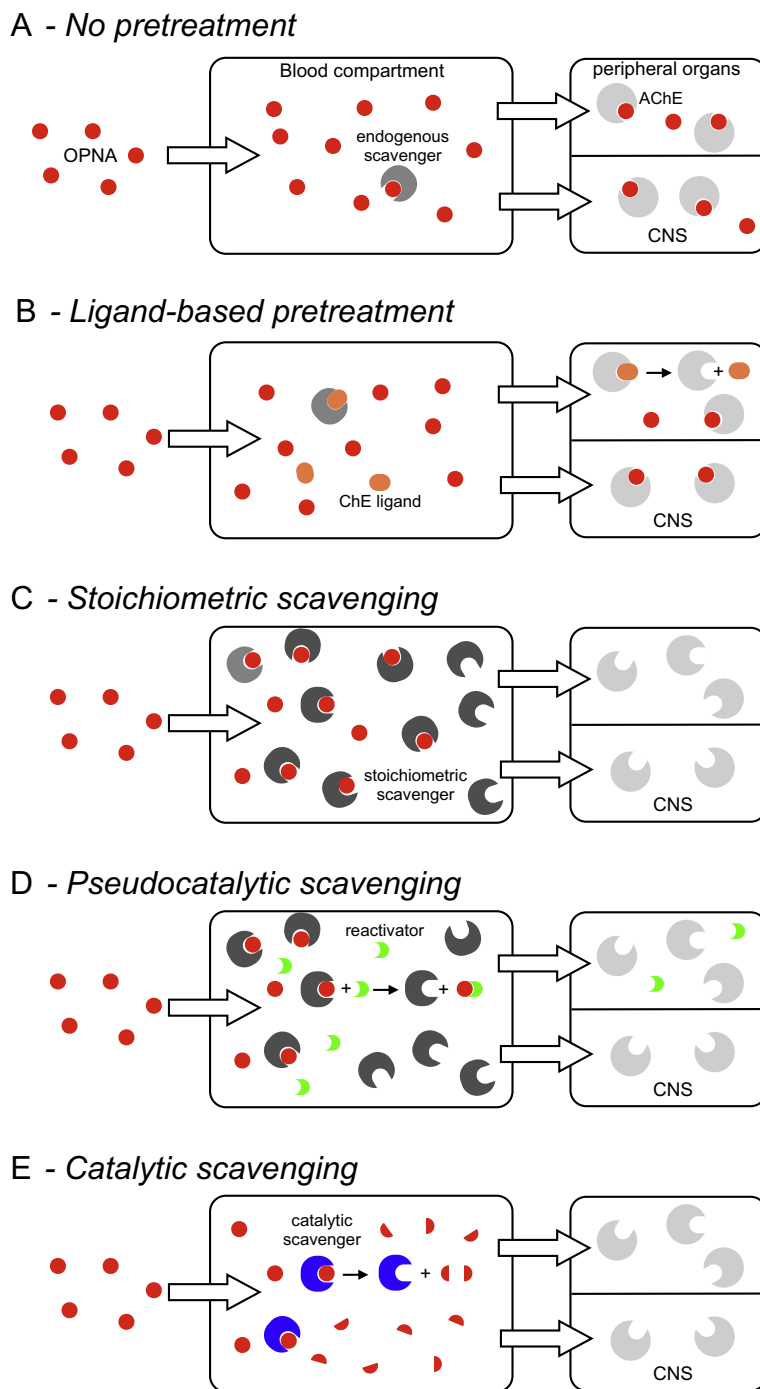 A - No pretreatment
Blood compartment
peripheral organs
AChE
OPNA
endogenous
scavenger
CNS
B - Ligand-based pretreatment
+
ChE ligand
CNS
C - Stoichiometric scavenging
stoichiometric
scavenger
CNS
D - Pseudocatalytic scavenging
reactivator
+ +
CNS
E - Catalytic scavenging
catalytic
scavenger
+
CNS